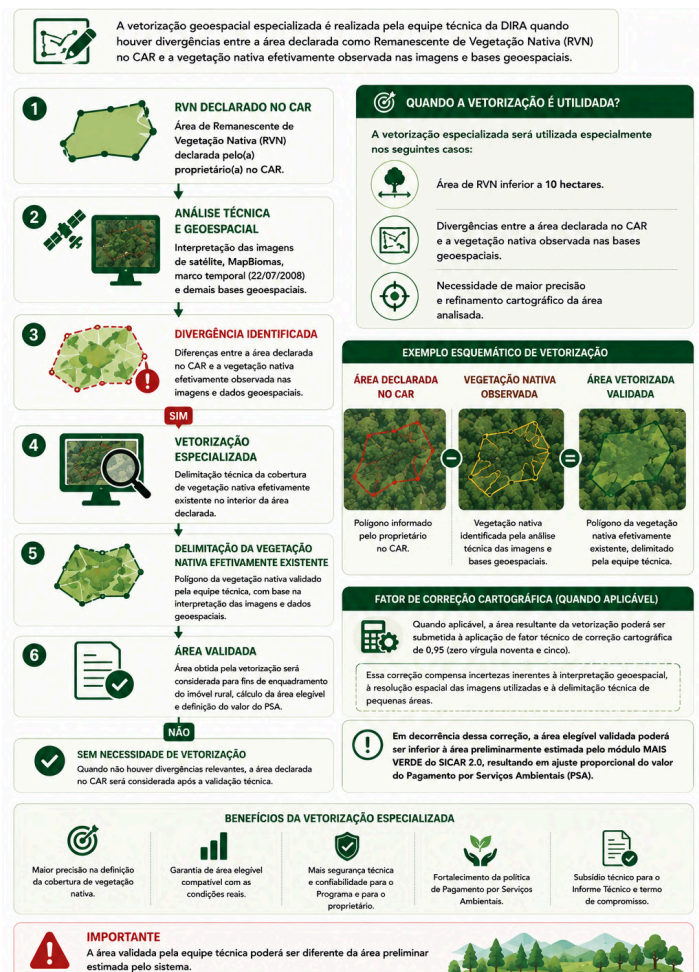 A vetorização geoespacial especializada é realizada pela equipe técnica da DIRA quando
houver divergências entre a área declarada como Remanescente de Vegetação Nativa (RVN)
no CAR e a vegetação nativa efetivamente observada nas imagens e bases geoespaciais.
1
RVN DECLARADO NO CAR
Área de Remanescente de
Vegetação Nativa (RVN)
declarada pelo(a)
proprietário(a) no CAR.
2
ANÁLISE TÉCNICA
E GEOESPACIAL
Interpretação das imagens
de satélite, MapBiomas,
marco temporal (22/07/2008)
e demais bases geoespaciais.
3
DIVERGÊNCIA IDENTIFICADA
Diferenças entre a área declarada
no CAR e a vegetação nativa
efetivamente observada nas
imagens e dados geoespaciais.
SIM
4
VETORIZAÇÃO
ESPECIALIZADA
Delimitação técnica da cobertura
de vegetação nativa efetivamente
existente no interior da área
declarada.
5
DELIMITAÇÃO DA VEGETAÇÃO
NATIVA EFETIVAMENTE EXISTENTE
Polígono da vegetação nativa validado
pela equipe técnica, com base na
interpretação das imagens e dados
geoespaciais.
6
ÁREA VALIDADA
Área obtida pela vetorização será
considerada para fins de enquadramento
do imóvel rural, cálculo da área elegível
e definição do valor do PSA.
NÃO
SEM NECESSIDADE DE VETORIZAÇÃO
Quando não houver divergências relevantes, a área declarada
no CAR será considerada após a validação técnica.
QUANDO A VETORIZAÇÃO É UTILIZADA?
A vetorização especializada será utilizada especialmente
nos seguintes casos:
Área de RVN inferior a 10 hectares.
Divergências entre a área declarada no CAR
e a vegetação nativa observada nas bases
geoespaciais.
Necessidade de maior precisão
e refinamento cartográfico da área
analisada.
EXEMPLO ESQUEMÁTICO DE VETORIZAÇÃO
ÁREA DECLARADA
NO CAR
Polígono informado
pelo proprietário
no CAR.
VEGETAÇÃO NATIVA
OBSERVADA
Vegetação nativa
identificada pela análise
técnica das imagens e
bases geoespaciais.
ÁREA VETORIZADA
VALIDADA
Polígono da vegetação
nativa efetivamente
existente, delimitado
pela equipe técnica.
FATOR DE CORREÇÃO CARTOGRÁFICA (QUANDO APLICÁVEL)
Quando aplicável, a área resultante da vetorização poderá ser
submetida à aplicação de fator técnico de correção cartográfica
de 0,95 (zero vírgula noventa e cinco).
Essa correção compensa incertezas inerentes à interpretação geoespacial,
à resolução espacial das imagens utilizadas e à delimitação técnica de
pequenas áreas.
Em decorrência dessa correção, a área elegível validada poderá
ser inferior à área preliminarmente estimada pelo módulo MAIS
VERDE do SICAR 2.0, resultando em ajuste proporcional do valor
do Pagamento por Serviços Ambientais (PSA).
BENEFÍCIOS DA VETORIZAÇÃO ESPECIALIZADA
Maior precisão na definição
da cobertura de vegetação
nativa.
Garantia de área elegível
compatível com as
condições reais.
Mais segurança técnica
e confiabilidade para o
Programa e para o
proprietário.
Fortalecimento da política
de Pagamento por Serviços
Ambientais.
Subsídio técnico para o
Informe Técnico e termo
de compromisso.
IMPORTANTE
A área validada pela equipe técnica poderá ser diferente da área preliminar
estimada pelo sistema.